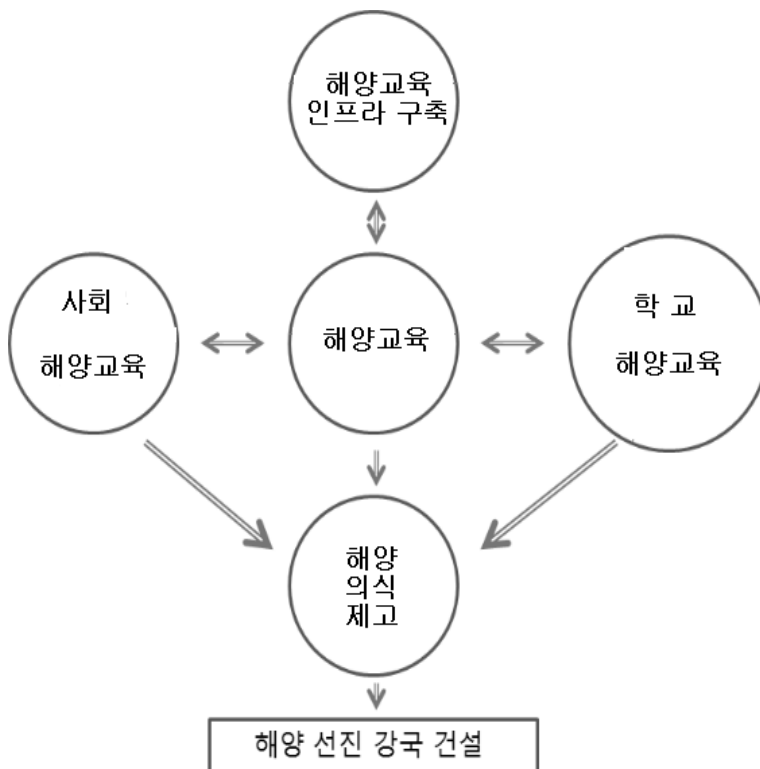 해양교육
인프라 구축
사회
해양교육
해양교육
학 교
해양교육
해양
의식
제고
해양 선진 강국 건설